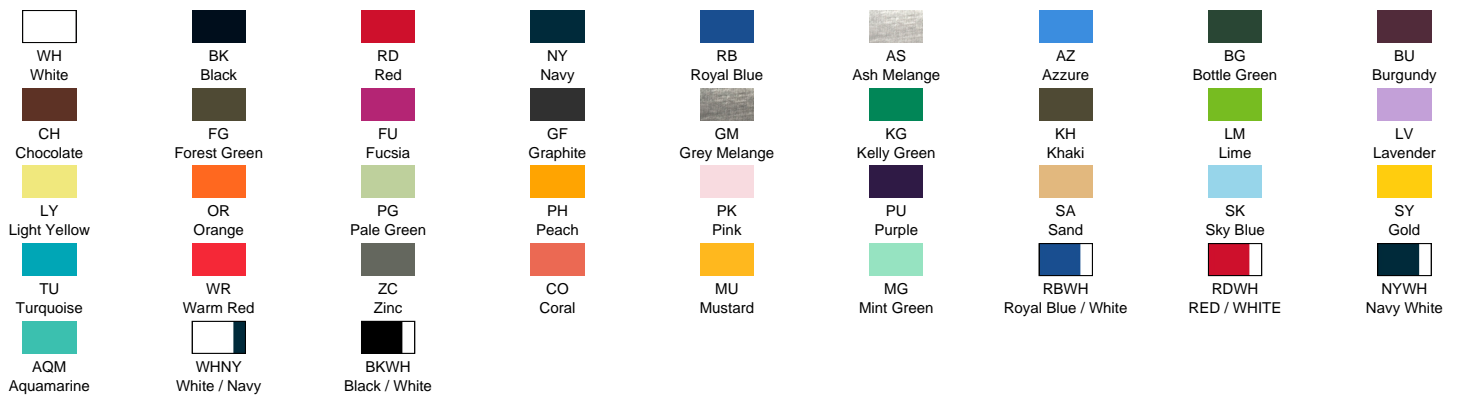 WH BK RD NY RB AS AZ BG BU
White Black Red Navy Royal Blue Ash Melange Azzure Bottle Green Burgundy
CH FG FU GF GM KG KH LM LV
Chocolate Forest Green Fucsia Graphite Grey Melange Kelly Green Khaki Lime Lavender
LY OR PG PH PK PU SA SK SY
Light Yellow Orange Pale Green Peach Pink Purple Sand Sky Blue Gold
TU WR ZC CO MU MG RBWH RDWH NYWH
Turquoise Warm Red Zinc Coral Mustard Mint Green Royal Blue / White RED / WHITE Navy White
AQM WHNY BKWH
Aquamarine White / Navy Black / White